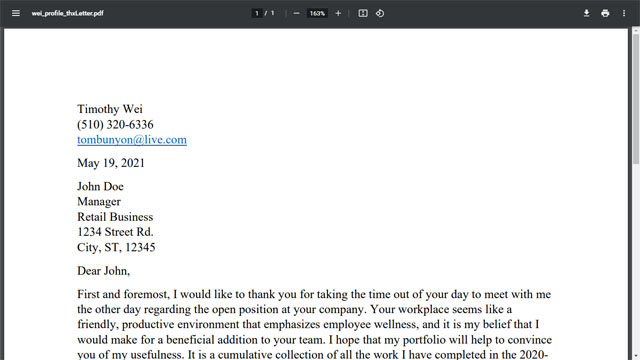 wei_profile_thxLetter.pdf
1 / 1
163%
Timothy Wei
(510) 320-6336
tombunyon@live.com
May 19, 2021
John Doe
Manager
Retail Business
1234 Street Rd.
City, ST, 12345
Dear John,
First and foremost, I would like to thank you for taking the time out of your day to meet with me
the other day regarding the open position at your company. Your workplace seems like a
friendly, productive environment that emphasizes employee wellness, and it is my belief that I
would make for a beneficial addition to your team. I hope that my portfolio will help to convince
you of my usefulness. It is a cumulative collection of all the work I have completed in the 2020-